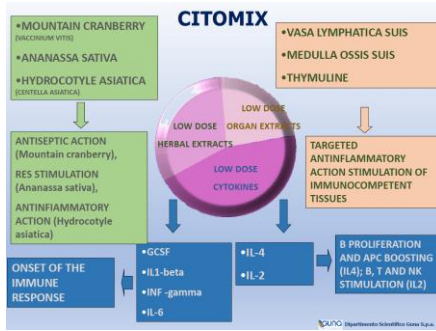 CITOMIX
•MOUNTAIN CRANBERRY
(VACCINIUM VITIS)
•ANANASSA SATIVA
•HYDROCOTYLE ASIATICA
(CENTELLA ASIATICA)
•VASA LYMPHATICA SUIS
•MEDULLA OSSIS SUIS
•THYMULINE
LOW DOSE
HERBAL EXTRACTS
LOW DOSE
ORGAN EXTRACTS
LOW DOSE
CYTOKINES
ANTISEPTIC ACTION
(Mountain cranberry),
RES STIMULATION
(Ananassa sativa),
ANTINFIAMMATORY
ACTION (Hydrocotyle
asiatica)
TARGETED
ANTINFLAMMATORY
ACTION STIMULATION OF
IMMUNOCOMPETENT
TISSUES
ONSET OF THE
IMMUNE
RESPONSE
•GCSF
•IL1-beta
•INF -gamma
•IL-6
•IL-4
•IL-2
B PROLIFERATION
AND APC BOOSTING
(IL4); B, T AND NK
STIMULATION (IL2)
guna Dipartimento Scientifico Guna S.p.a.